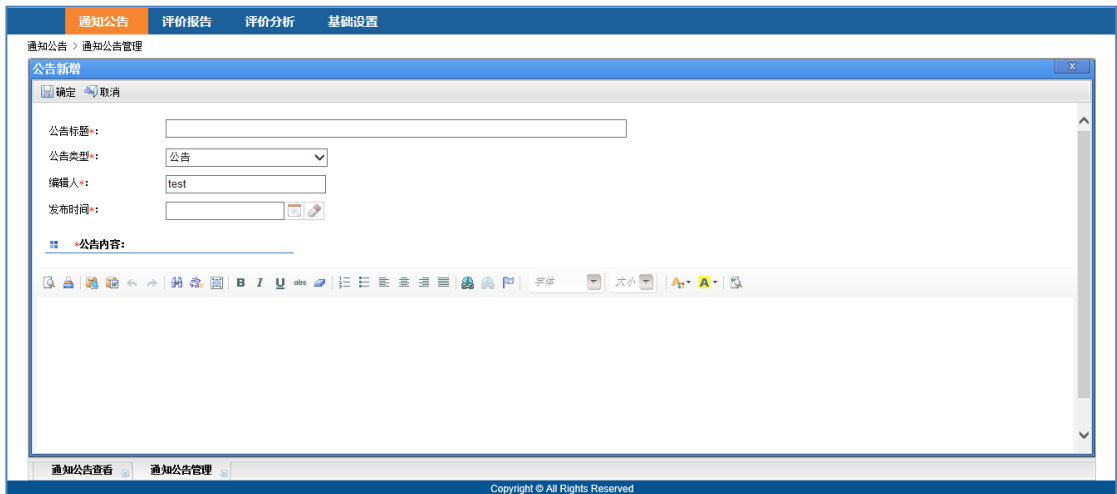 通知公告 评价报告 评价分析 基础设置
通知公告 > 通知公告管理
公告新增 X
确定 取消
公告标题*:
公告类型*: 公告
编辑人*: test
发布时间*:
*公告内容:
B I U abc 字体 大小 A A
通知公告查看 通知公告管理
Copyright © All Rights Reserved